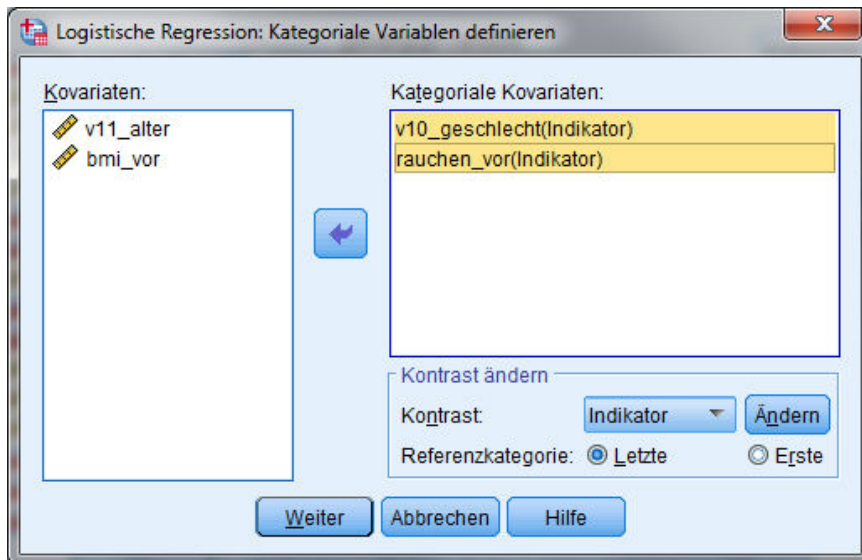 Logistische Regression: Kategoriale Variablen definieren
Kovariaten:
v11_alter
bmi_vor
Kategoriale Kovariaten:
v10_geschlecht(Indikator)
rauchen_vor(Indikator)
Kontrast ändern
Kontrast: Indikator Ändern
Referenzkategorie: Letzte Erste
Weiter Abbrechen Hilfe